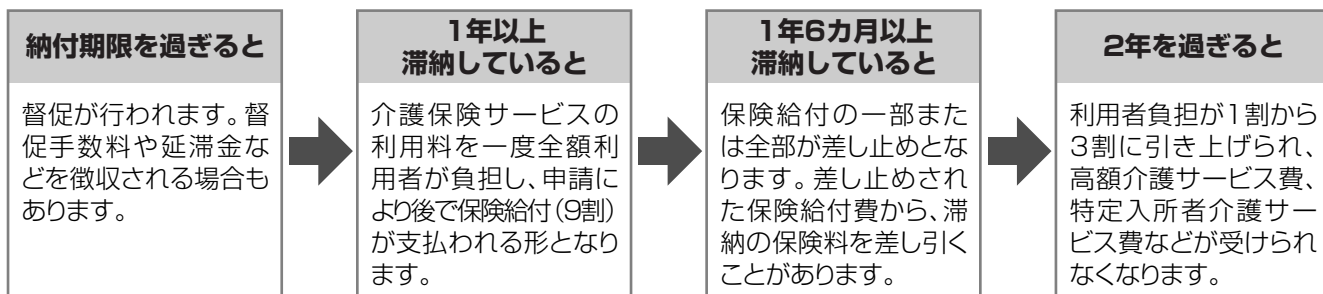 納付期限を過ぎると
督促が行われます。督
促手数料や延滞金な
どを徴収される場合も
あります。
1年以上
滞納していると
介護保険サービスの
利用料を一度全額利
用者が負担し、申請に
より後で保険給付(9割)
が支払われる形となり
ます。
1年6カ月以上
滞納していると
保険給付の一部また
は全部が差し止めとな
ります。差し止めされ
た保険給付費から、滞
納の保険料を差し引く
ことがあります。
2年を過ぎると
利用者負担が1割から
3割に引き上げられ、
高額介護サービス費、
特定入所者介護サー
ビス費などが受けられ
なくなります。